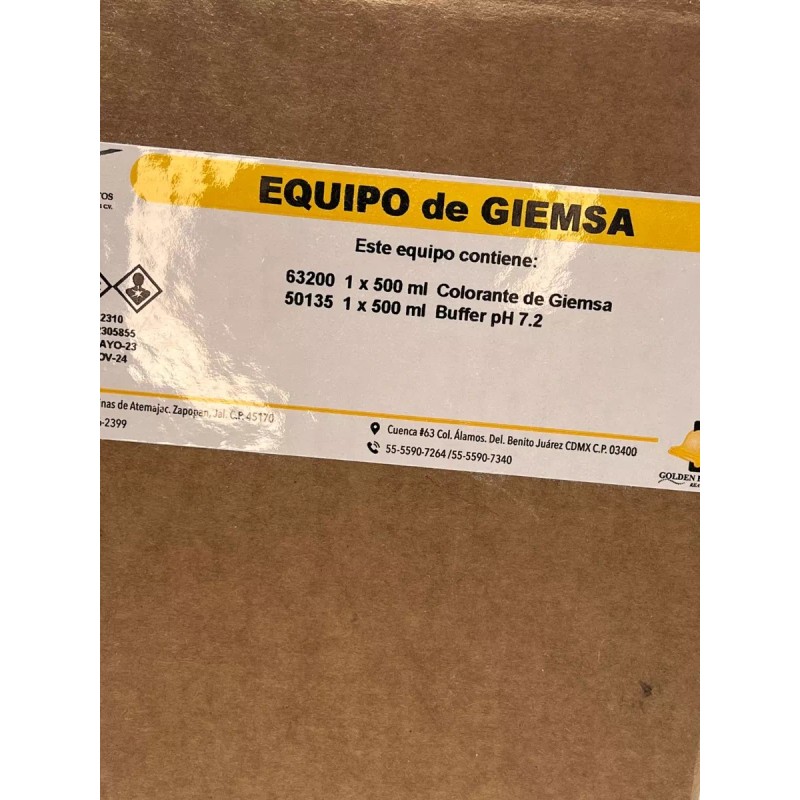 TOS
CV.
EQUIPO de GIEMSA
Este equipo contiene:
63200 1 x 500 ml Colorante de Giemsa
50135 1 x 500 ml Buffer pH 7.2
2310
305855
AYO-23
OV-24
nas de Atemajac. Zapopan, Jal. C.P. 45170
-2399
Cuenca #63 Col. Álamos. Del. Benito Juárez CDMX C.P. 03400
55-5590-7264 /55-5590-7340
GOLDEN